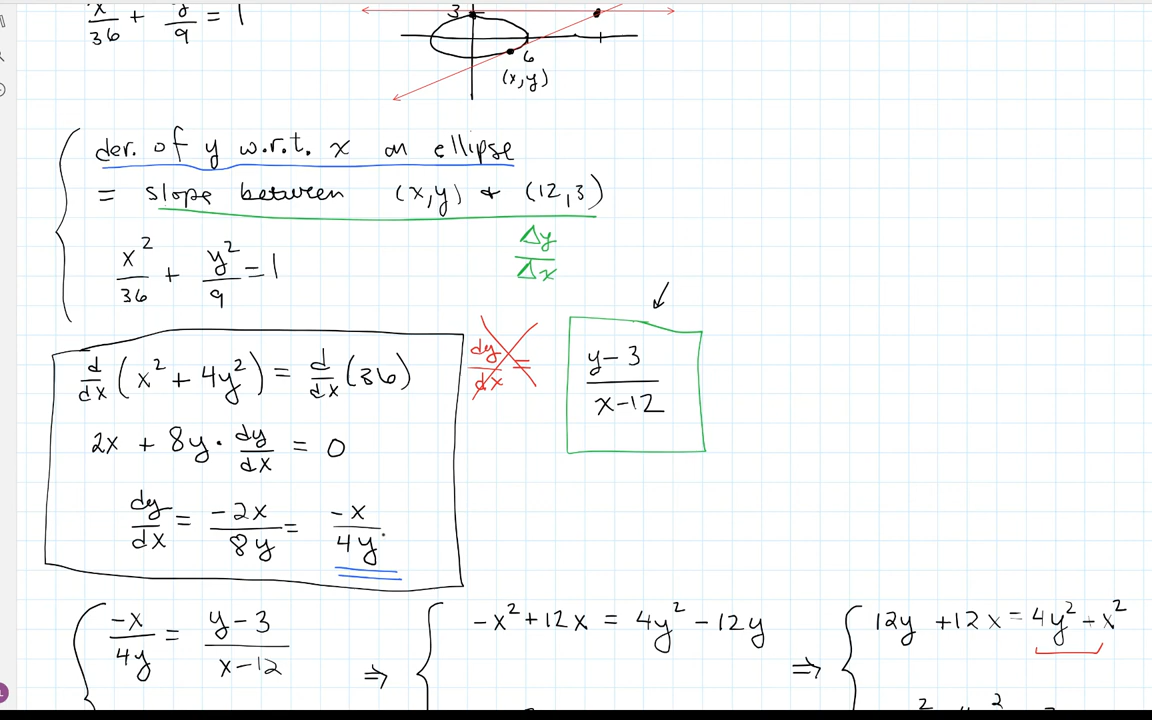 x/36 + y/9 = 1
3
6
(x,y)
der. of y w.r.t. x on ellipse
= slope between (x,y) & (12,3)
Δy/Δx
x²/36 + y²/9 = 1
d/dx (x² + 4y²) = d/dx (36)
dy/dx =
y-3/x-12
2x + 8y · dy/dx = 0
dy/dx = -2x/8y = -x/4y
-x/4y = y-3/x-12
⇒
-x² + 12x = 4y² - 12y
⇒
12y + 12x = 4y² + x²